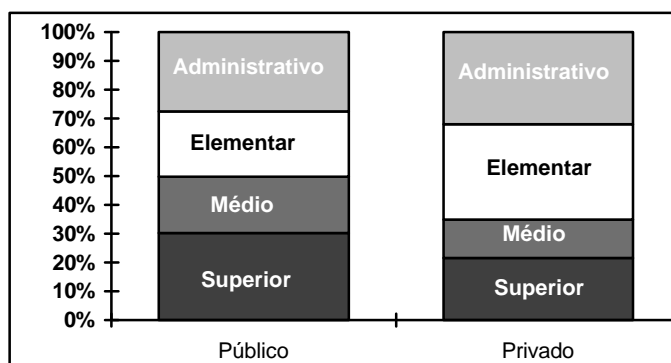 100%
90%
80%
70%
60%
50%
40%
30%
20%
10%
0%
Administrativo
Elementar
Médio
Superior
Administrativo
Elementar
Médio
Superior
Público
Privado